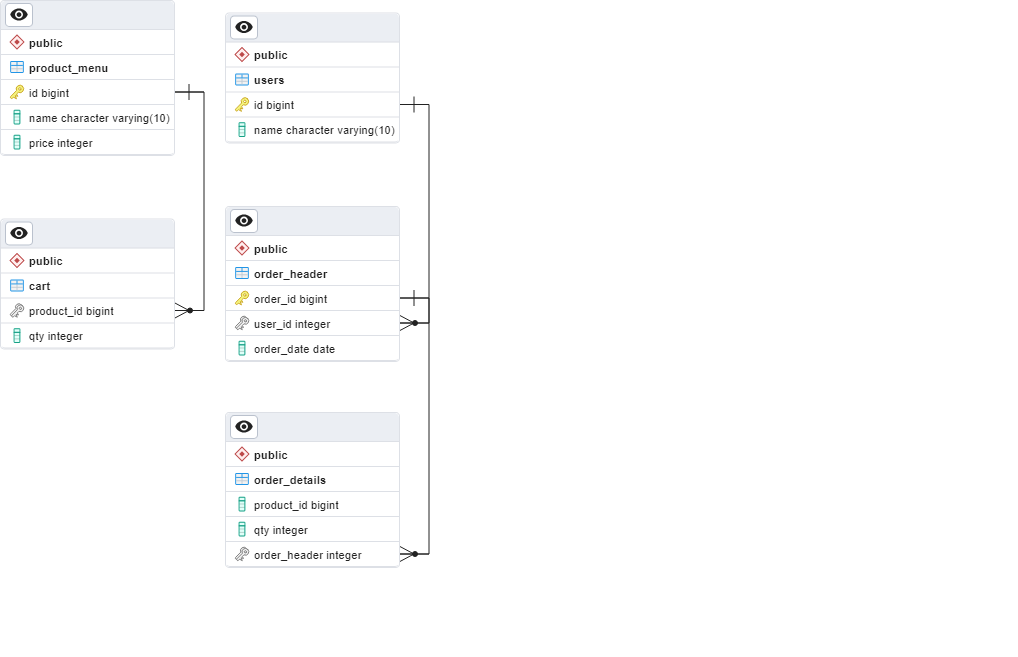 public
product_menu
id bigint
name character varying(10)
price integer
public
cart
product_id bigint
qty integer
public
users
id bigint
name character varying(10)
public
order_header
order_id bigint
user_id integer
order_date date
public
order_details
product_id bigint
qty integer
order_header integer